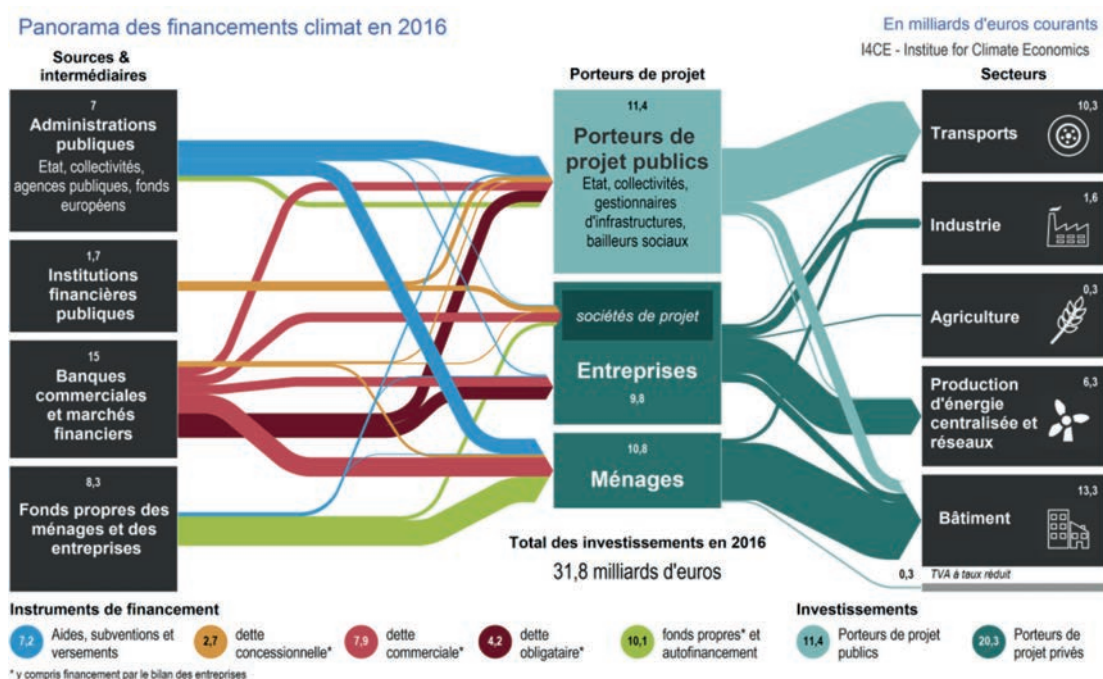 Panorama des financements climat en 2016
En milliards d'euros courants
I4CE - Institue for Climate Economics
Sources &
intermédiaires
7
Administrations
publiques
Etat, collectivités,
agences publiques, fonds
européens
1,7
Institutions
financières
publiques
15
Banques
commerciales
et marchés
financiers
8,3
Fonds propres des
ménages et des
entreprises
Porteurs de projet
11,4
Porteurs de
projet publics
Etat, collectivités,
gestionnaires
d'infrastructures,
bailleurs sociaux
sociétés de projet
Entreprises
9,8
10,8
Ménages
Total des investissements en 2016
31,8 milliards d'euros
Secteurs
10,3
Transports
1,6
Industrie
0,3
Agriculture
6,3
Production
d'énergie
centralisée et
réseaux
13,3
Bâtiment
0,3 TVA à taux réduit
Instruments de financement
7,2 Aides, subventions et
versements
2,7 dette
concessionnelle*
7,9 dette
commerciale*
4,2 dette
obligataire*
10,1 fonds propres* et
autofinancement
Investissements
11,4 Porteurs de projet
publics
20,3 Porteurs de
projet privés
* y compris financement par le bilan des entreprises